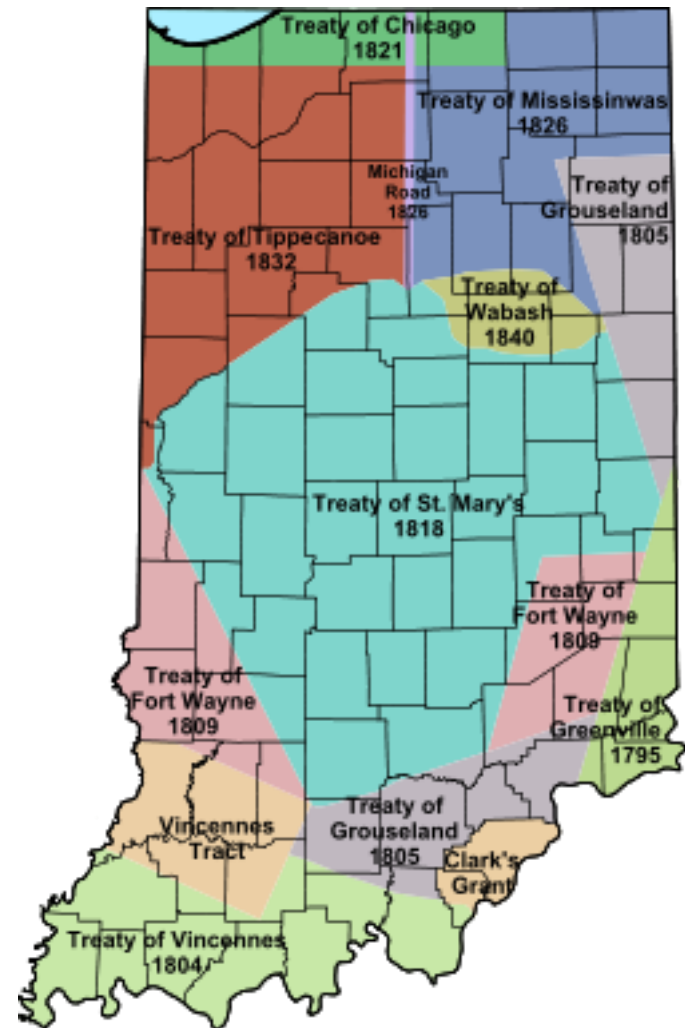 Treaty of Chicago
1821
Treaty of Mississinwas
1826
Michigan
Road
1826
Treaty of
Grouseland
1805
Treaty of Tippecanoe
1832
Treaty of
Wabash
1840
Treaty of St. Mary's
1818
Treaty of
Fort Wayne
1809
Treaty of
Fort Wayne
1809
Treaty of
Greenville
1795
Vincennes
Tract
Treaty of
Grouseland
1805
Clark's
Grant
Treaty of Vincennes
1804